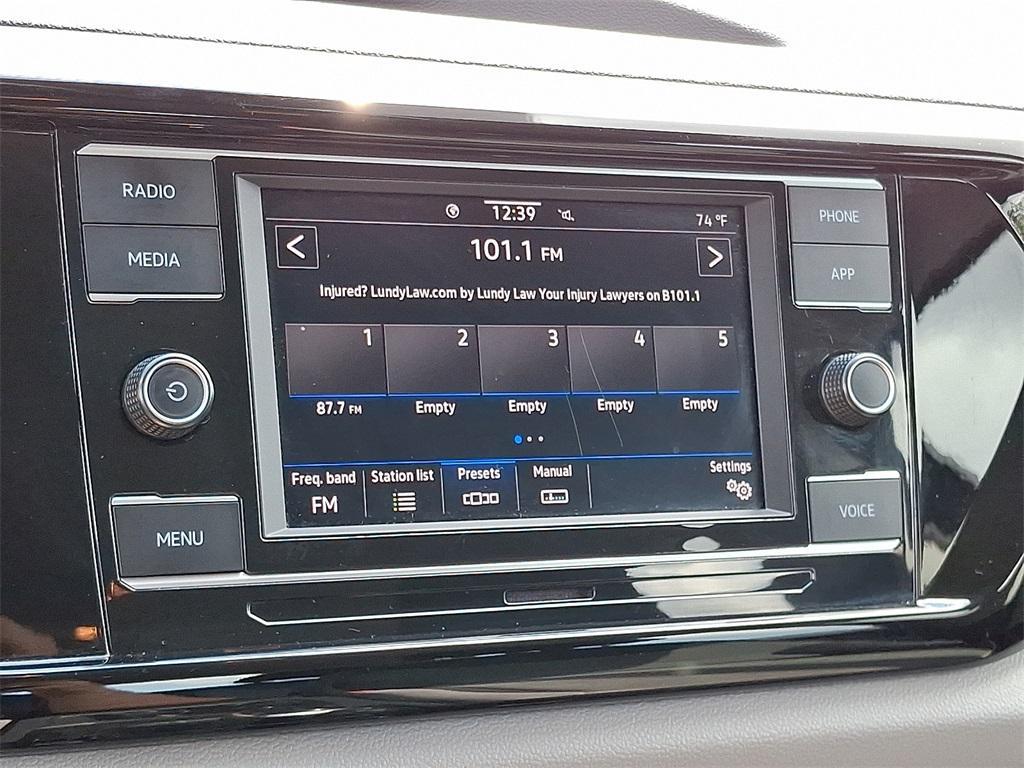 RADIO
MEDIA
MENU
PHONE
APP
VOICE
12:39
74 °F
<
101.1 FM
>
Injured? LundyLaw.com by Lundy Law Your Injury Lawyers on B101.1
1 2 3 4 5
87.7 FM Empty Empty Empty Empty
Freq. band Station list Presets Manual Settings
FM